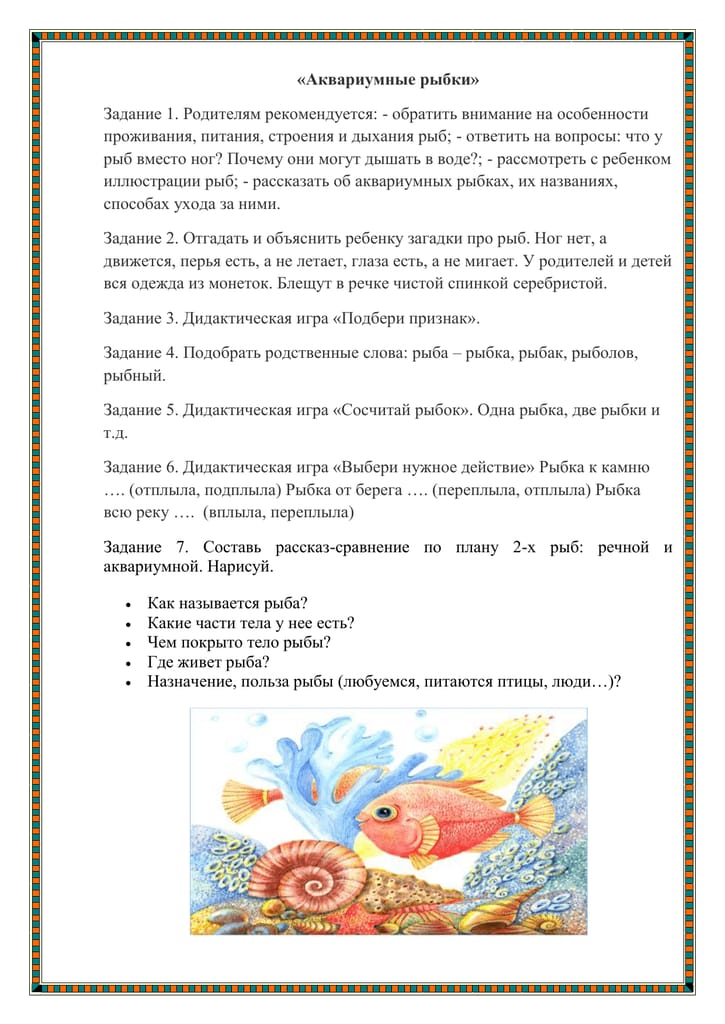 «Аквариумные рыбки»
Задание 1. Родителям рекомендуется: - обратить внимание на особенности
проживания, питания, строения и дыхания рыб; - ответить на вопросы: что у
рыб вместо ног? Почему они могут дышать в воде?; - рассмотреть с ребенком
иллюстрации рыб; - рассказать об аквариумных рыбках, их названиях,
способах ухода за ними.
Задание 2. Отгадать и объяснить ребенку загадки про рыб. Ног нет, а
движется, перья есть, а не летает, глаза есть, а не мигает. У родителей и детей
вся одежда из монеток. Блещут в речке чистой спинкой серебристой.
Задание 3. Дидактическая игра «Подбери признак».
Задание 4. Подобрать родственные слова: рыба – рыбка, рыбак, рыболов,
рыбный.
Задание 5. Дидактическая игра «Сосчитай рыбок». Одна рыбка, две рыбки и
т.д.
Задание 6. Дидактическая игра «Выбери нужное действие» Рыбка к камню
…. (отплыла, подплыла) Рыбка от берега …. (переплыла, отплыла) Рыбка
всю реку …. (вплыла, переплыла)
Задание 7. Составь рассказ-сравнение по плану 2-х рыб: речной и
аквариумной. Нарисуй.
• Как называется рыба?
• Какие части тела у нее есть?
• Чем покрыто тело рыбы?
• Где живет рыба?
• Назначение, польза рыбы (любуемся, питаются птицы, люди…)?